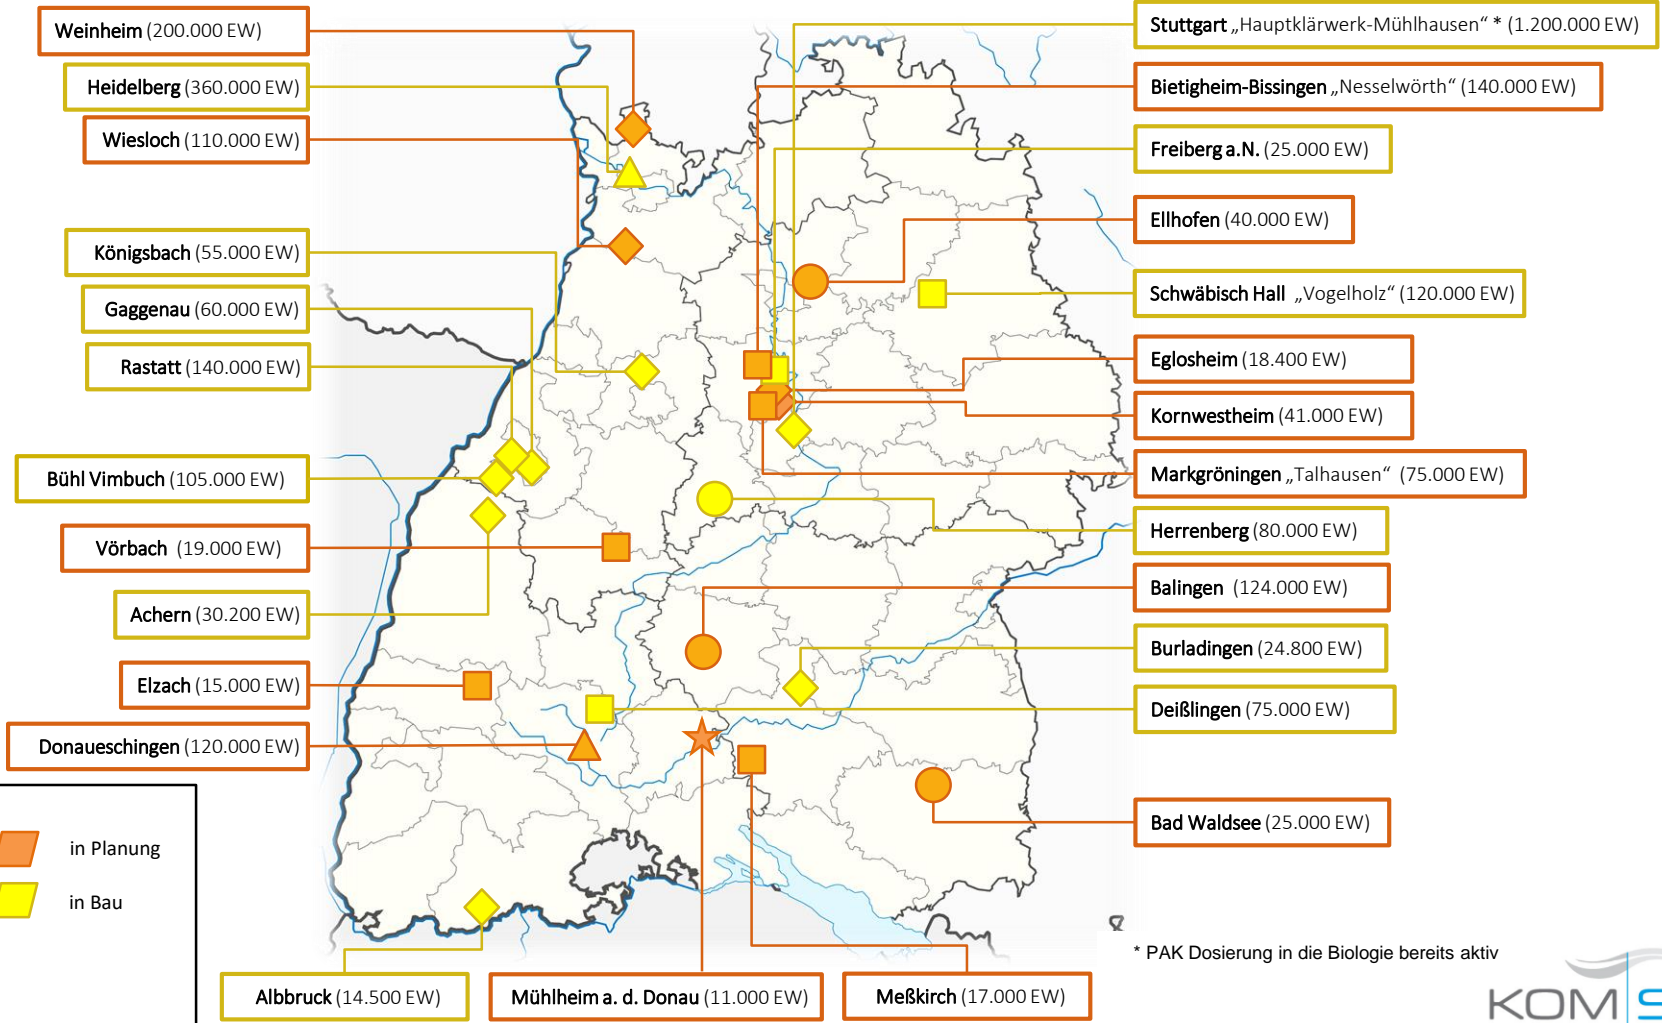 Weinheim (200.000 EW)
Heidelberg (360.000 EW)
Wiesloch (110.000 EW)
Königsbach (55.000 EW)
Gaggenau (60.000 EW)
Rastatt (140.000 EW)
Bühl Vimbuch (105.000 EW)
Vörbach (19.000 EW)
Achern (30.200 EW)
Elzach (15.000 EW)
Donaueschingen (120.000 EW)
in Planung
in Bau
Albbruck (14.500 EW)
Mühlheim a. d. Donau (11.000 EW)
Meßkirch (17.000 EW)
Stuttgart „Hauptklärwerk-Mühlhausen“ * (1.200.000 EW)
Bietigheim-Bissingen „Nesselwörth“ (140.000 EW)
Freiberg a.N. (25.000 EW)
Ellhofen (40.000 EW)
Schwäbisch Hall „Vogelholz“ (120.000 EW)
Eglosheim (18.400 EW)
Kornwestheim (41.000 EW)
Markgröningen „Talhausen“ (75.000 EW)
Herrenberg (80.000 EW)
Balingen (124.000 EW)
Burladingen (24.800 EW)
Deißlingen (75.000 EW)
Bad Waldsee (25.000 EW)
* PAK Dosierung in die Biologie bereits aktiv
KOM|S